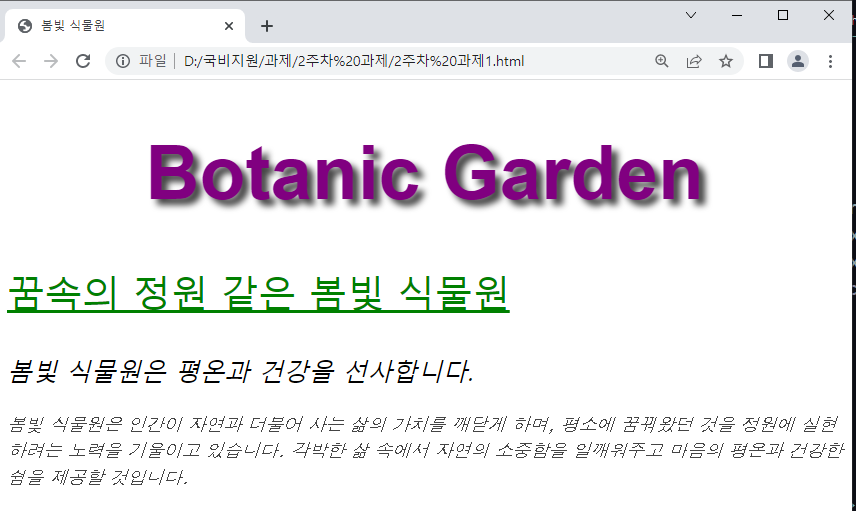 봄빛 식물원
파일 D:/국비지원/과제/2주차%20과제/2주차%20과제1.html
Botanic Garden
꿈속의 정원 같은 봄빛 식물원
봄빛 식물원은 평온과 건강을 선사합니다.
봄빛 식물원은 인간이 자연과 더불어 사는 삶의 가치를 깨닫게 하며, 평소에 꿈꿔왔던 것을 정원에 실현
하려는 노력을 기울이고 있습니다. 각박한 삶 속에서 자연의 소중함을 일깨워주고 마음의 평온과 건강한
쉼을 제공할 것입니다.